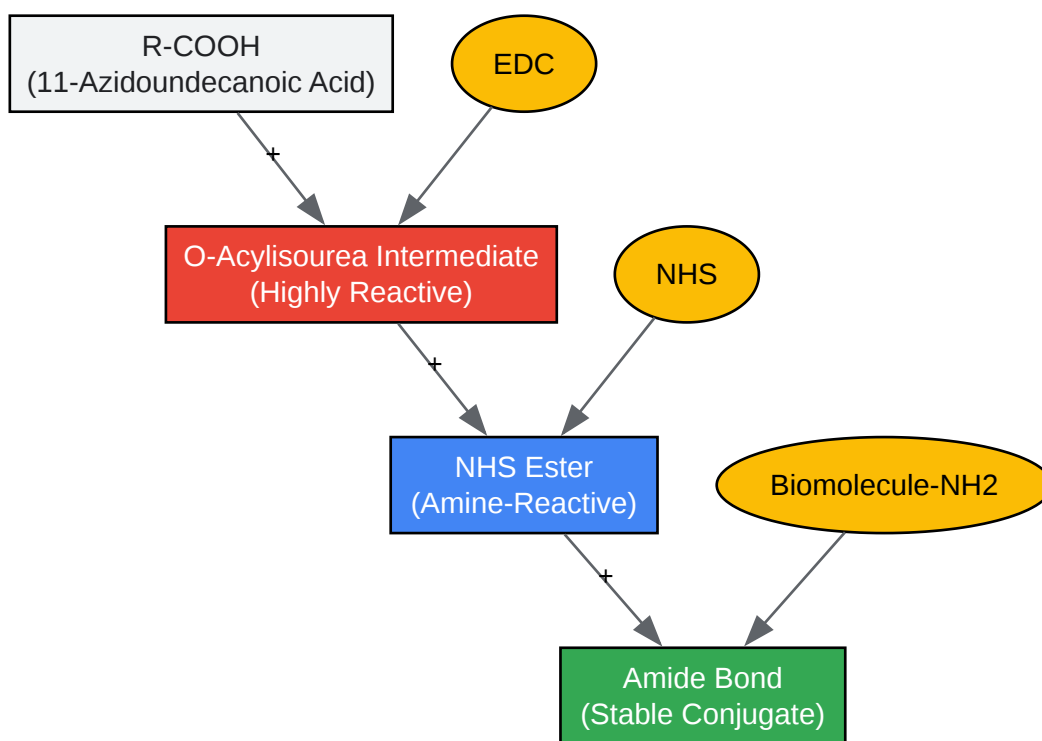 R-COOH
(11-Azidoundecanoic Acid)
EDC
+
O-Acylisourea Intermediate
(Highly Reactive)
NHS
+
NHS Ester
(Amine-Reactive)
Biomolecule-NH2
+
Amide Bond
(Stable Conjugate)